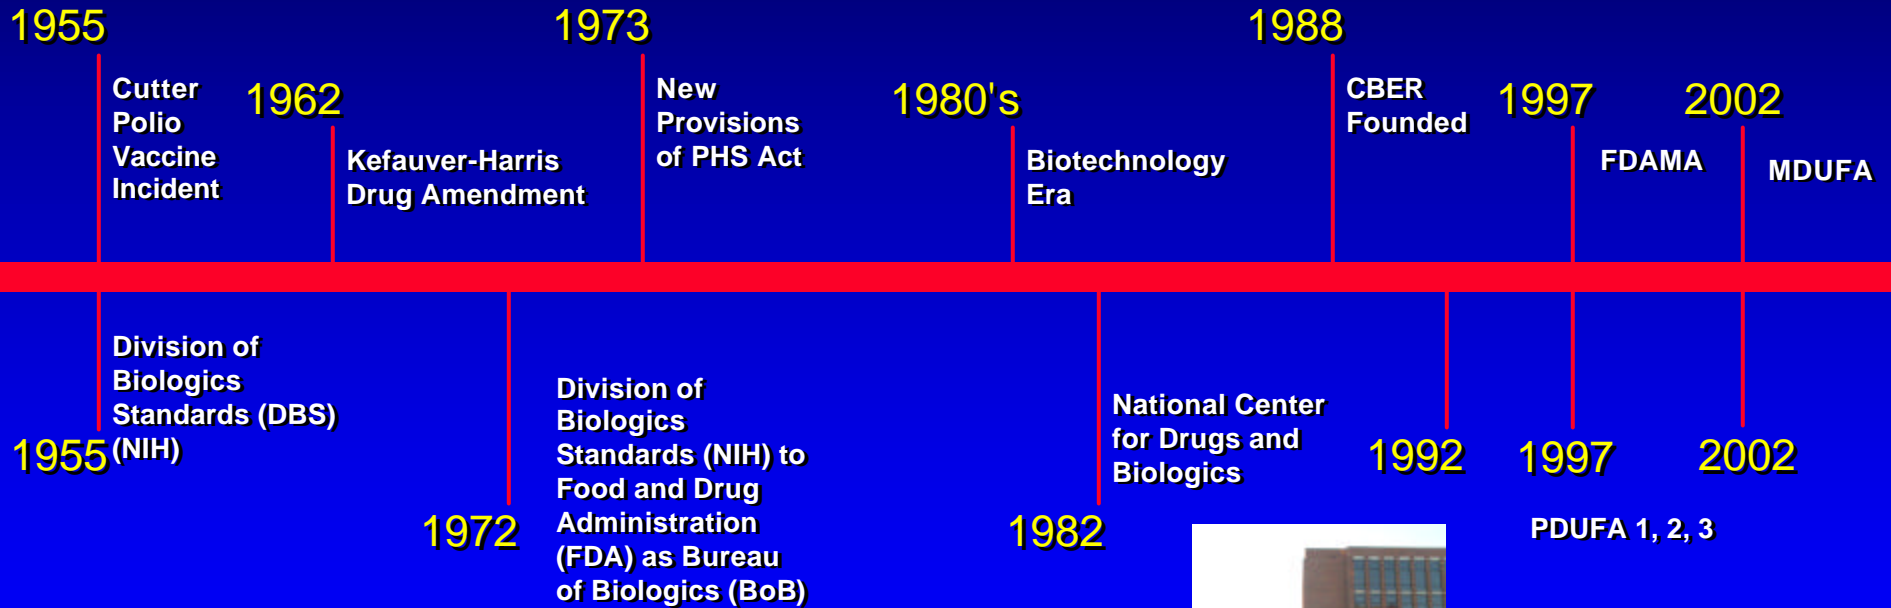 1955
Cutter
Polio
Vaccine
Incident
1962
Kefauver-Harris
Drug Amendment
1973
New
Provisions
of PHS Act
1980's
Biotechnology
Era
1988
CBER
Founded
1997
FDAMA
2002
MDUFA
Division of
Biologics
Standards (DBS)
(NIH)
1955
1972
Division of
Biologics
Standards (NIH) to
Food and Drug
Administration
(FDA) as Bureau
of Biologics (BoB)
1982
National Center
for Drugs and
Biologics
1992
1997
2002
PDUFA 1, 2, 3